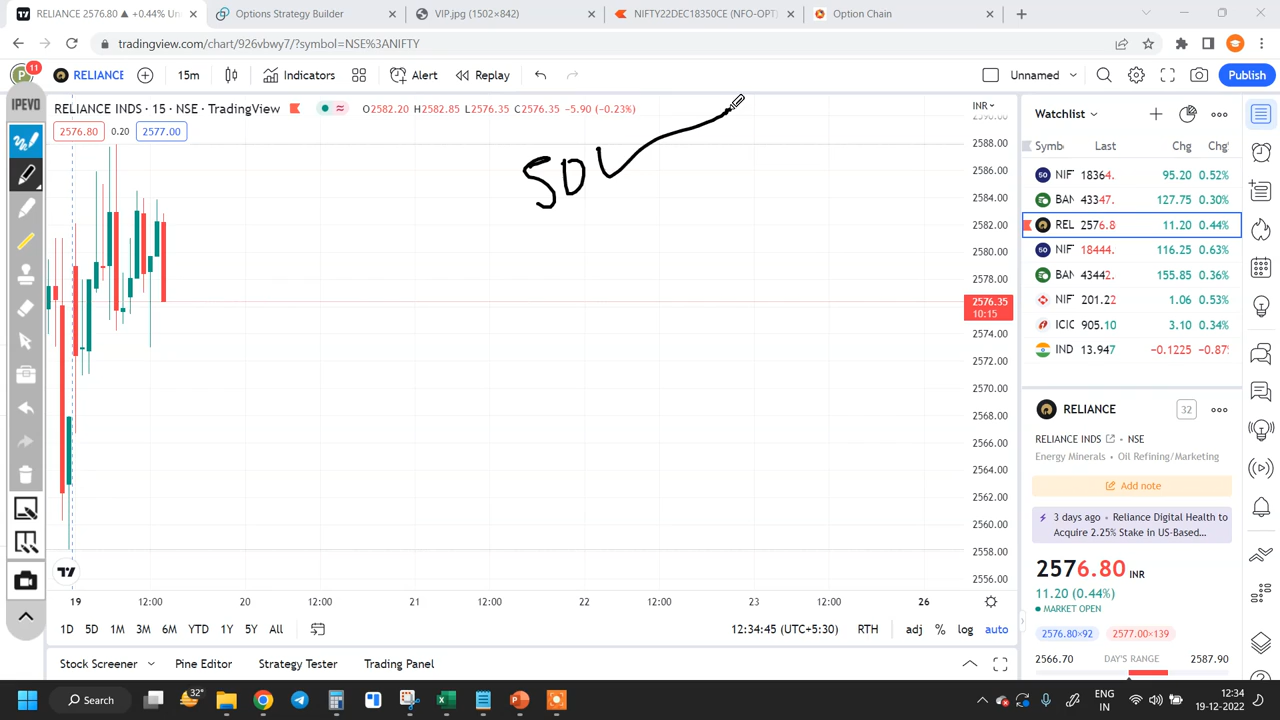 RELIANCE 2576.80 ▲ +0.44% Un
Options Strategy Builder
VIP.jpg (1502×842)
NIFTY22DEC18350CE (NFO-OPT)
Option Chain
tradingview.com/chart/926vbwy7/?symbol=NSE%3ANIFTY
P 11
RELIANCE
15m
Indicators
Alert
Replay
Unnamed
Publish
IPEVO
RELIANCE INDS · 15 · NSE · TradingView
O2582.20 H2582.85 L2576.35 C2576.35 −5.90 (−0.23%)
INR
2576.80
0.20
2577.00
50
2590.00
2588.00
2586.00
2584.00
2582.00
2580.00
2578.00
2576.35
10:15
2574.00
2572.00
2570.00
2568.00
2566.00
2564.00
2562.00
2560.00
2558.00
2556.00
19 12:00 20 12:00 21 12:00 22 12:00 23 12:00 26
1D 5D 1M 3M 6M YTD 1Y 5Y All
12:34:45 (UTC+5:30) RTH adj % log auto
Stock Screener
Pine Editor
Strategy Tester
Trading Panel
Watchlist
Symb Last Chg Chg
50 NIF 18364. 95.20 0.52%
BAN 43347. 127.75 0.30%
REL 2576.8 11.20 0.44%
50 NIF 18444. 116.25 0.63%
BAN 43442. 155.85 0.36%
NIF 201.22 1.06 0.53%
ICIC 905.10 3.10 0.34%
IND 13.947 −0.1225 −0.87
RELIANCE
32
RELIANCE INDS · NSE
Energy Minerals · Oil Refining/Marketing
Add note
3 days ago · Reliance Digital Health to
Acquire 2.25% Stake in US-Based...
2576.80 INR
11.20 (0.44%)
MARKET OPEN
2576.80×92 2577.00×139
2566.70 DAY'S RANGE 2587.90
Search
32°
ENG
IN
12:34
19-12-2022